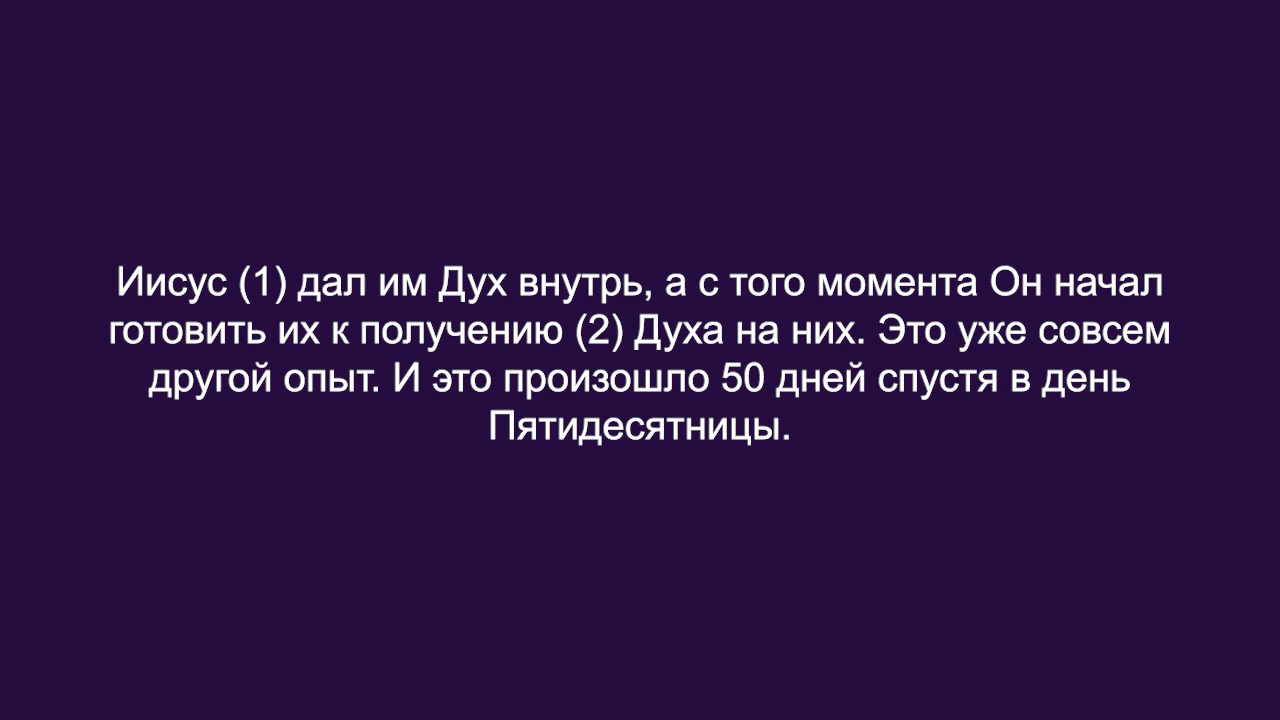 Иисус (1) дал им Дух внутрь, а с того момента Он начал
готовить их к получению (2) Духа на них. Это уже совсем
другой опыт. И это произошло 50 дней спустя в день
Пятидесятницы.